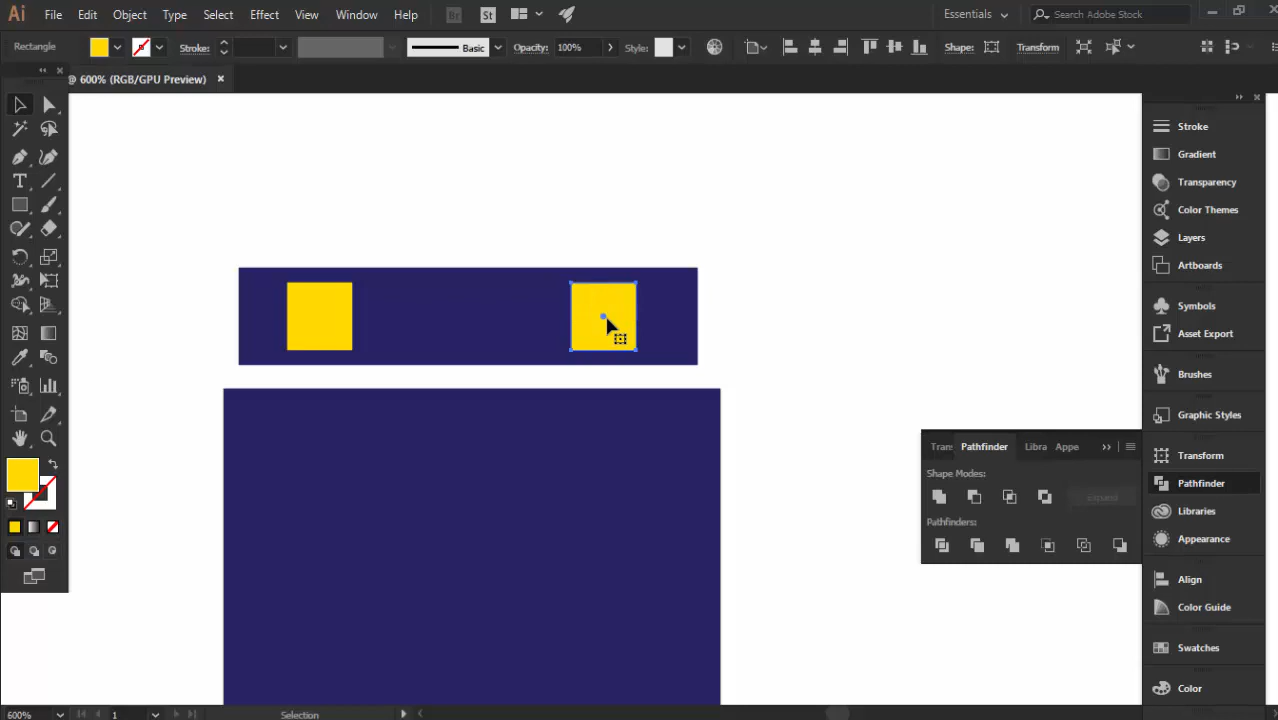 Ai File Edit Object Type Select Effect View Window Help Br St Essentials Search Adobe Stock
Rectangle Stroke: Basic Opacity: 100% Style: Shape: Transform
@ 600% (RGB/GPU Preview) ×
Stroke
Gradient
Transparency
Color Themes
Layers
Artboards
Symbols
Asset Export
Brushes
Graphic Styles
Tran Pathfinder Libra Appe
Transform
Shape Modes:
Pathfinder
Expand
Libraries
Pathfinders:
Appearance
Align
Color Guide
Swatches
Color
600% 1 Selection